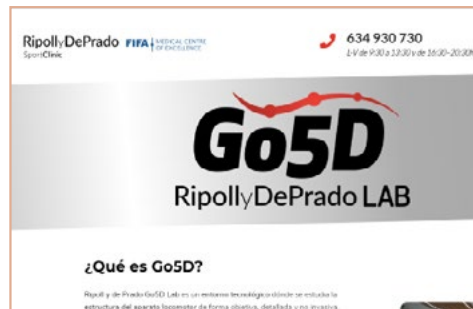 RipollyDePrado
SportClinic
FIFA MEDICAL CENTRE
OF EXCELLENCE
634 930 730
L-V de 9:30 a 13:30 y de 16:00-20:30h
Go5D
RipollyDePrado LAB
¿Qué es Go5D?
Ripoll y de Prado Go5D Lab es un entorno tecnológico dónde se estudia la
estructura del aparato locomotor de forma objetiva, detallada y no invasiva